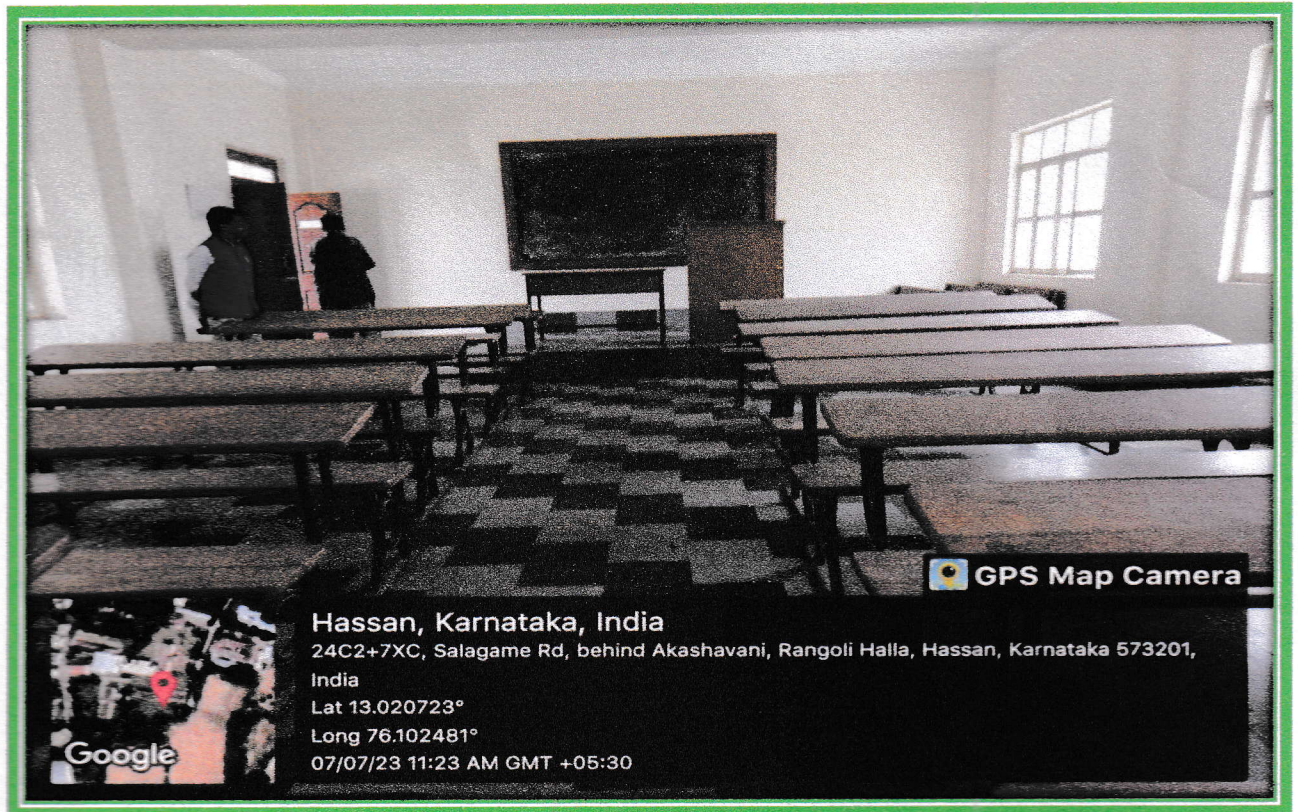 GPS Map Camera
Hassan, Karnataka, India
24C2+7XC, Salagame Rd, behind Akashavani, Rangoli Halla, Hassan, Karnataka 573201,
India
Lat 13.020723°
Long 76.102481°
07/07/23 11:23 AM GMT +05:30
Google